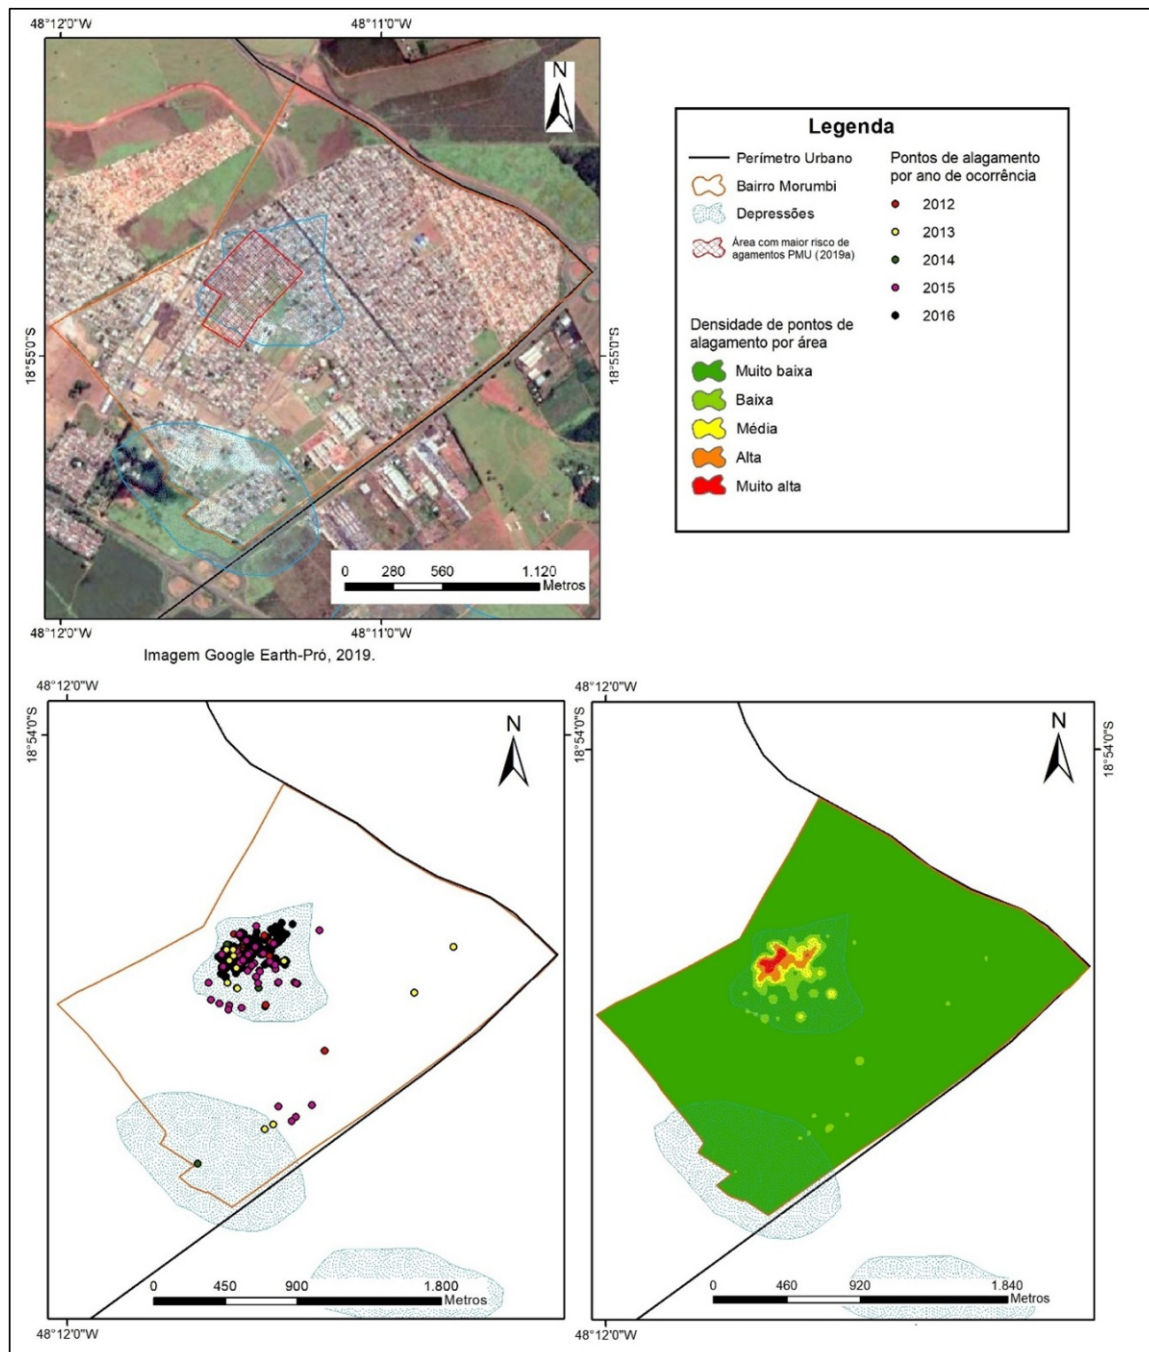 48°12'0"W
48°11'0"W
N
18°55'0"S
18°55'0"S
0 280 560 1.120
Metros
48°12'0"W
48°11'0"W
Imagem Google Earth-Pró, 2019.
Legenda
Perímetro Urbano
Bairro Morumbi
Depressões
Área com maior risco de
agamentos PMU (2019a)
Densidade de pontos de
alagamento por área
Muito baixa
Baixa
Média
Alta
Muito alta
Pontos de alagamento
por ano de ocorrência
2012
2013
2014
2015
2016
48°12'0"W
18°54'0"S
N
0 450 900 1.800
Metros
48°12'0"W
48°12'0"W
18°54'0"S
N
0 460 920 1.840
Metros
48°12'0"W